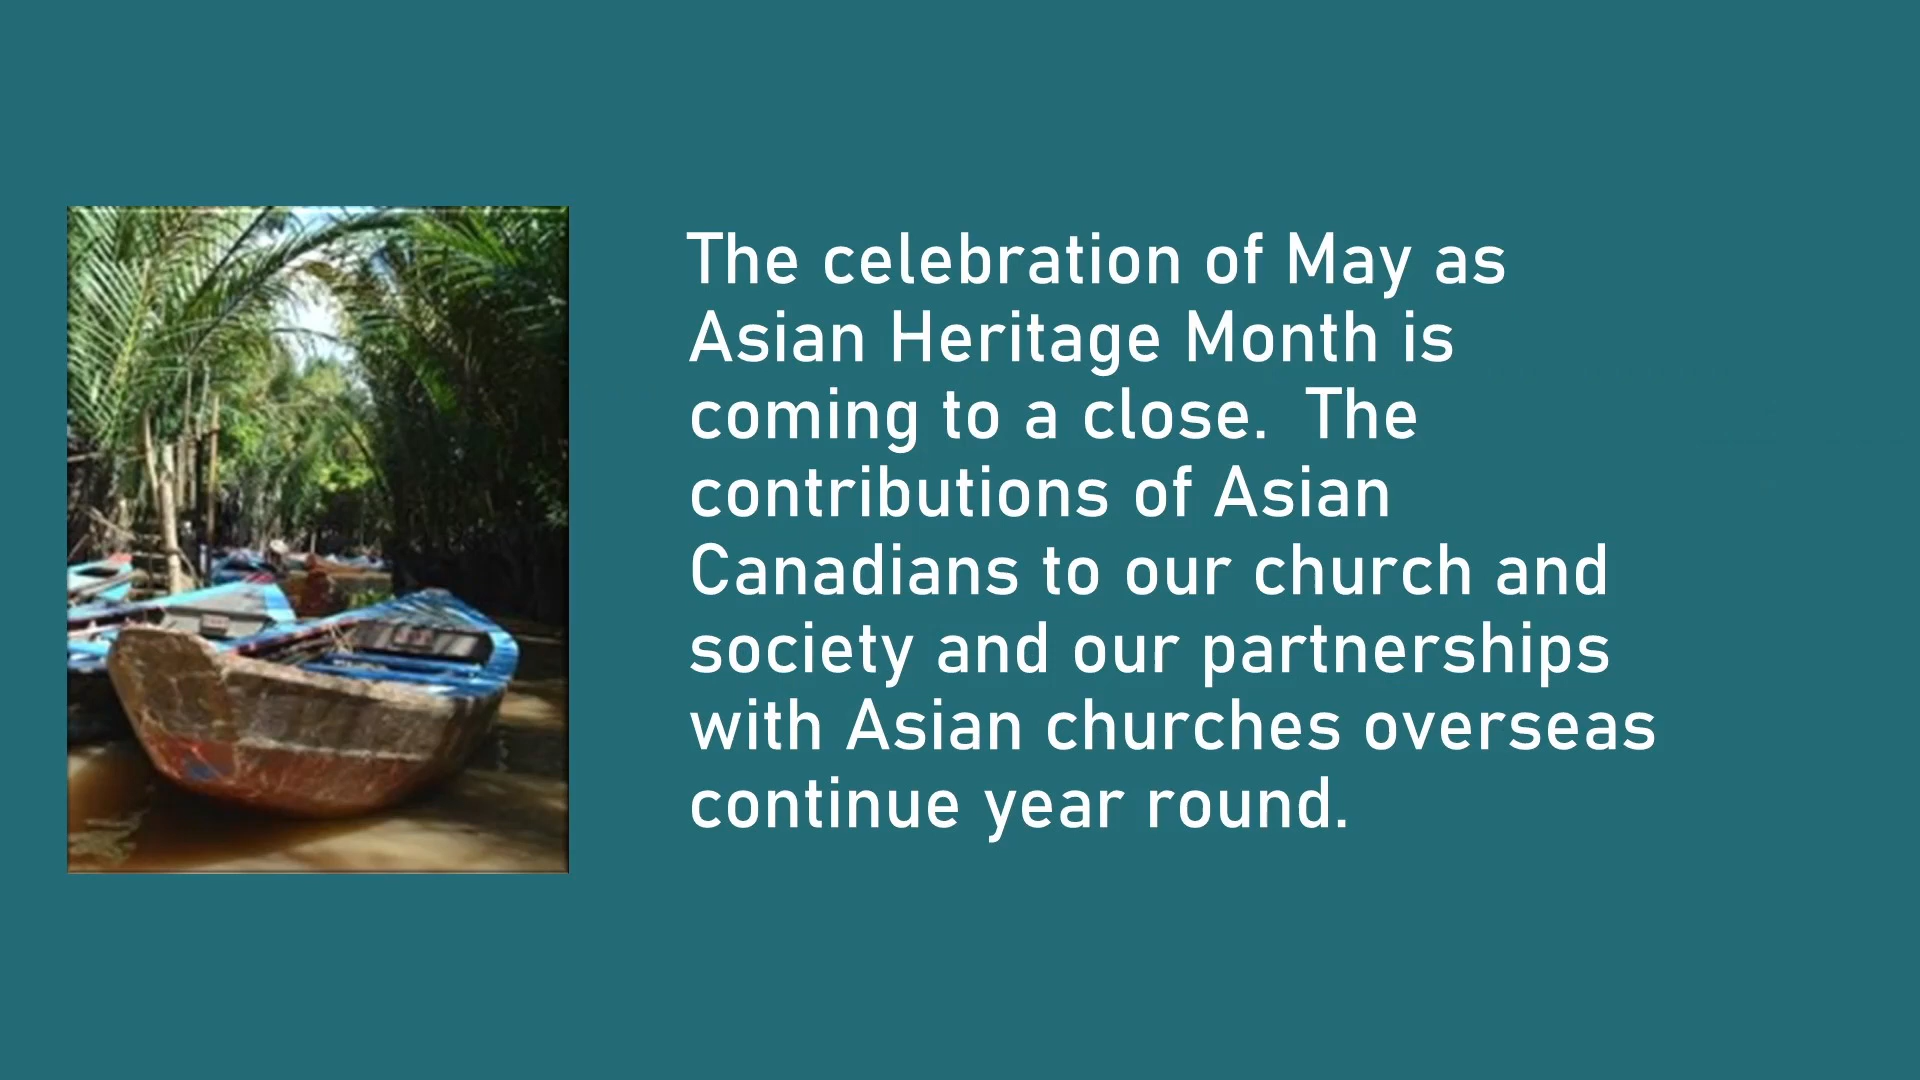 The celebration of May as
Asian Heritage Month is
coming to a close.  The
contributions of Asian
Canadians to our church and
society and our partnerships
with Asian churches overseas
continue year round.